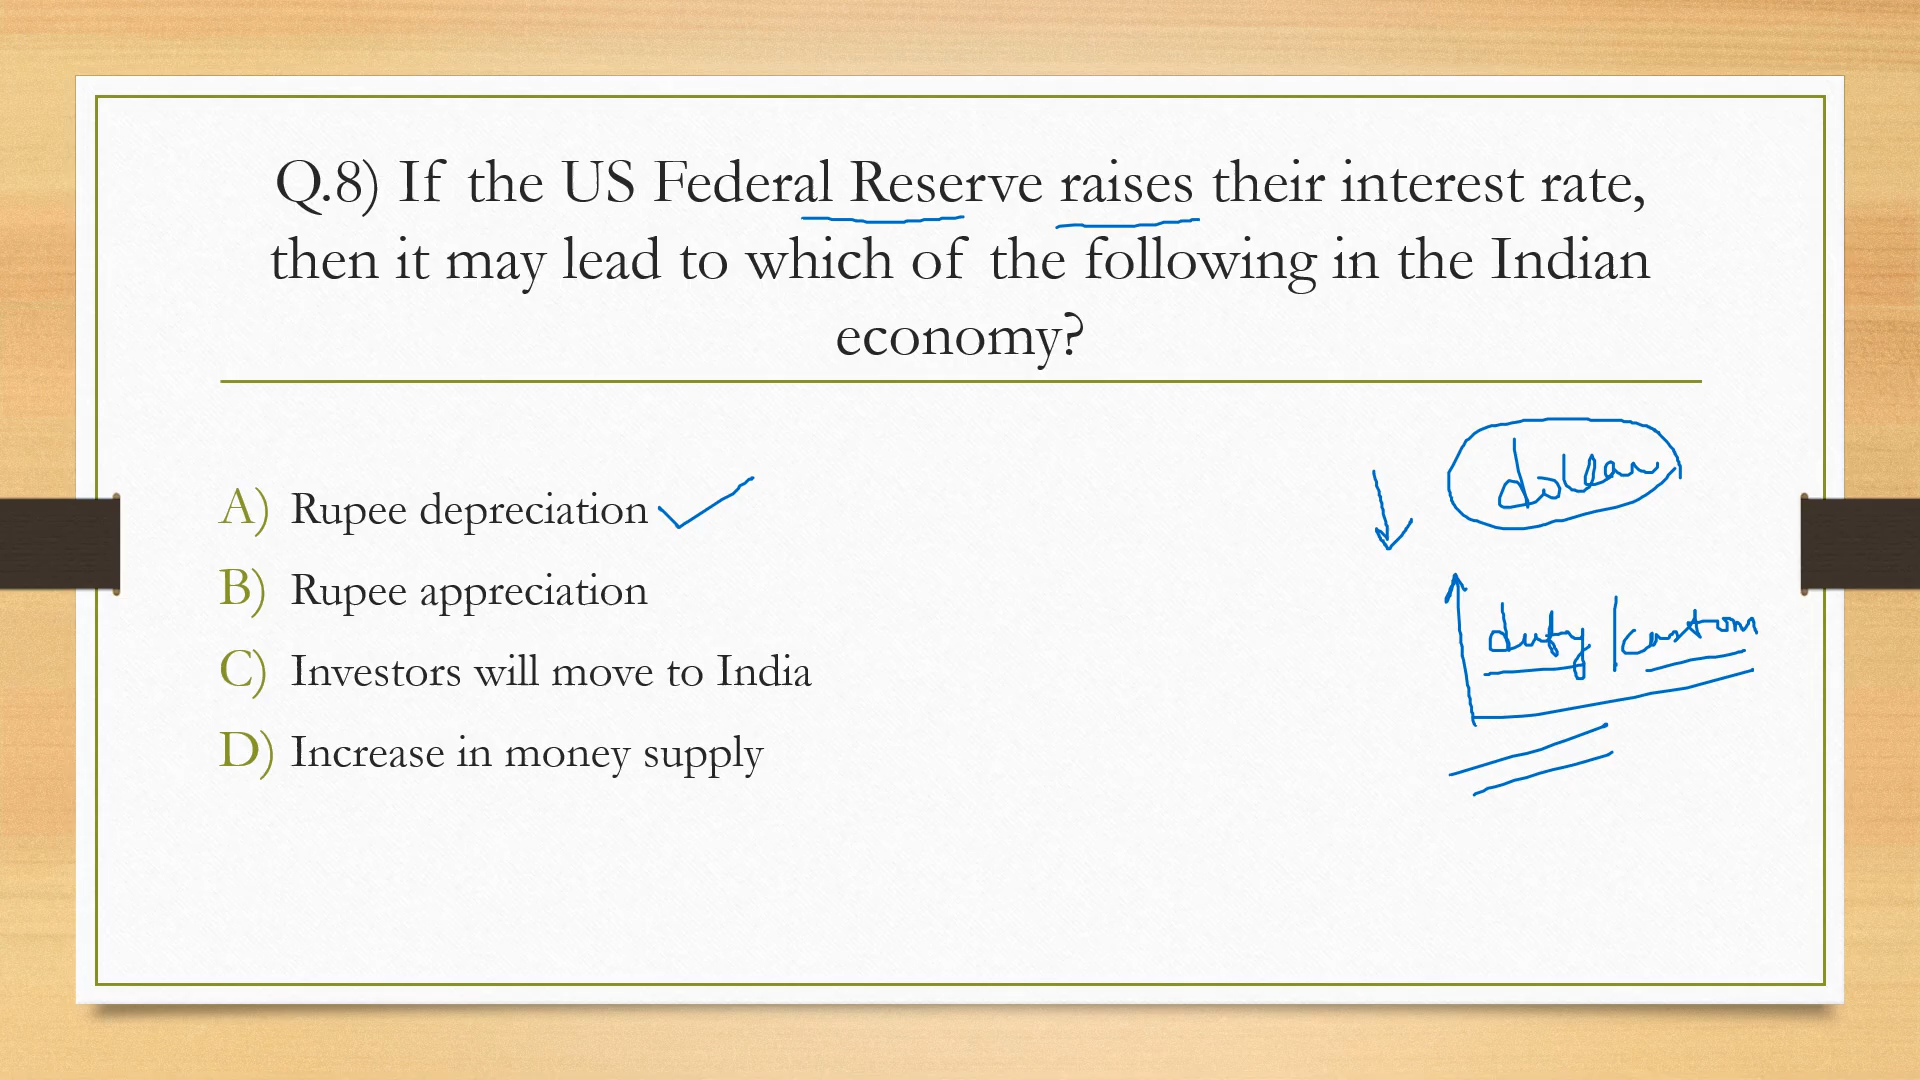 Q.8) If the US Federal Reserve raises their interest rate,
then it may lead to which of the following in the Indian
economy?
A) Rupee depreciation
B) Rupee appreciation
C) Investors will move to India
D) Increase in money supply
dollar
duty / custom